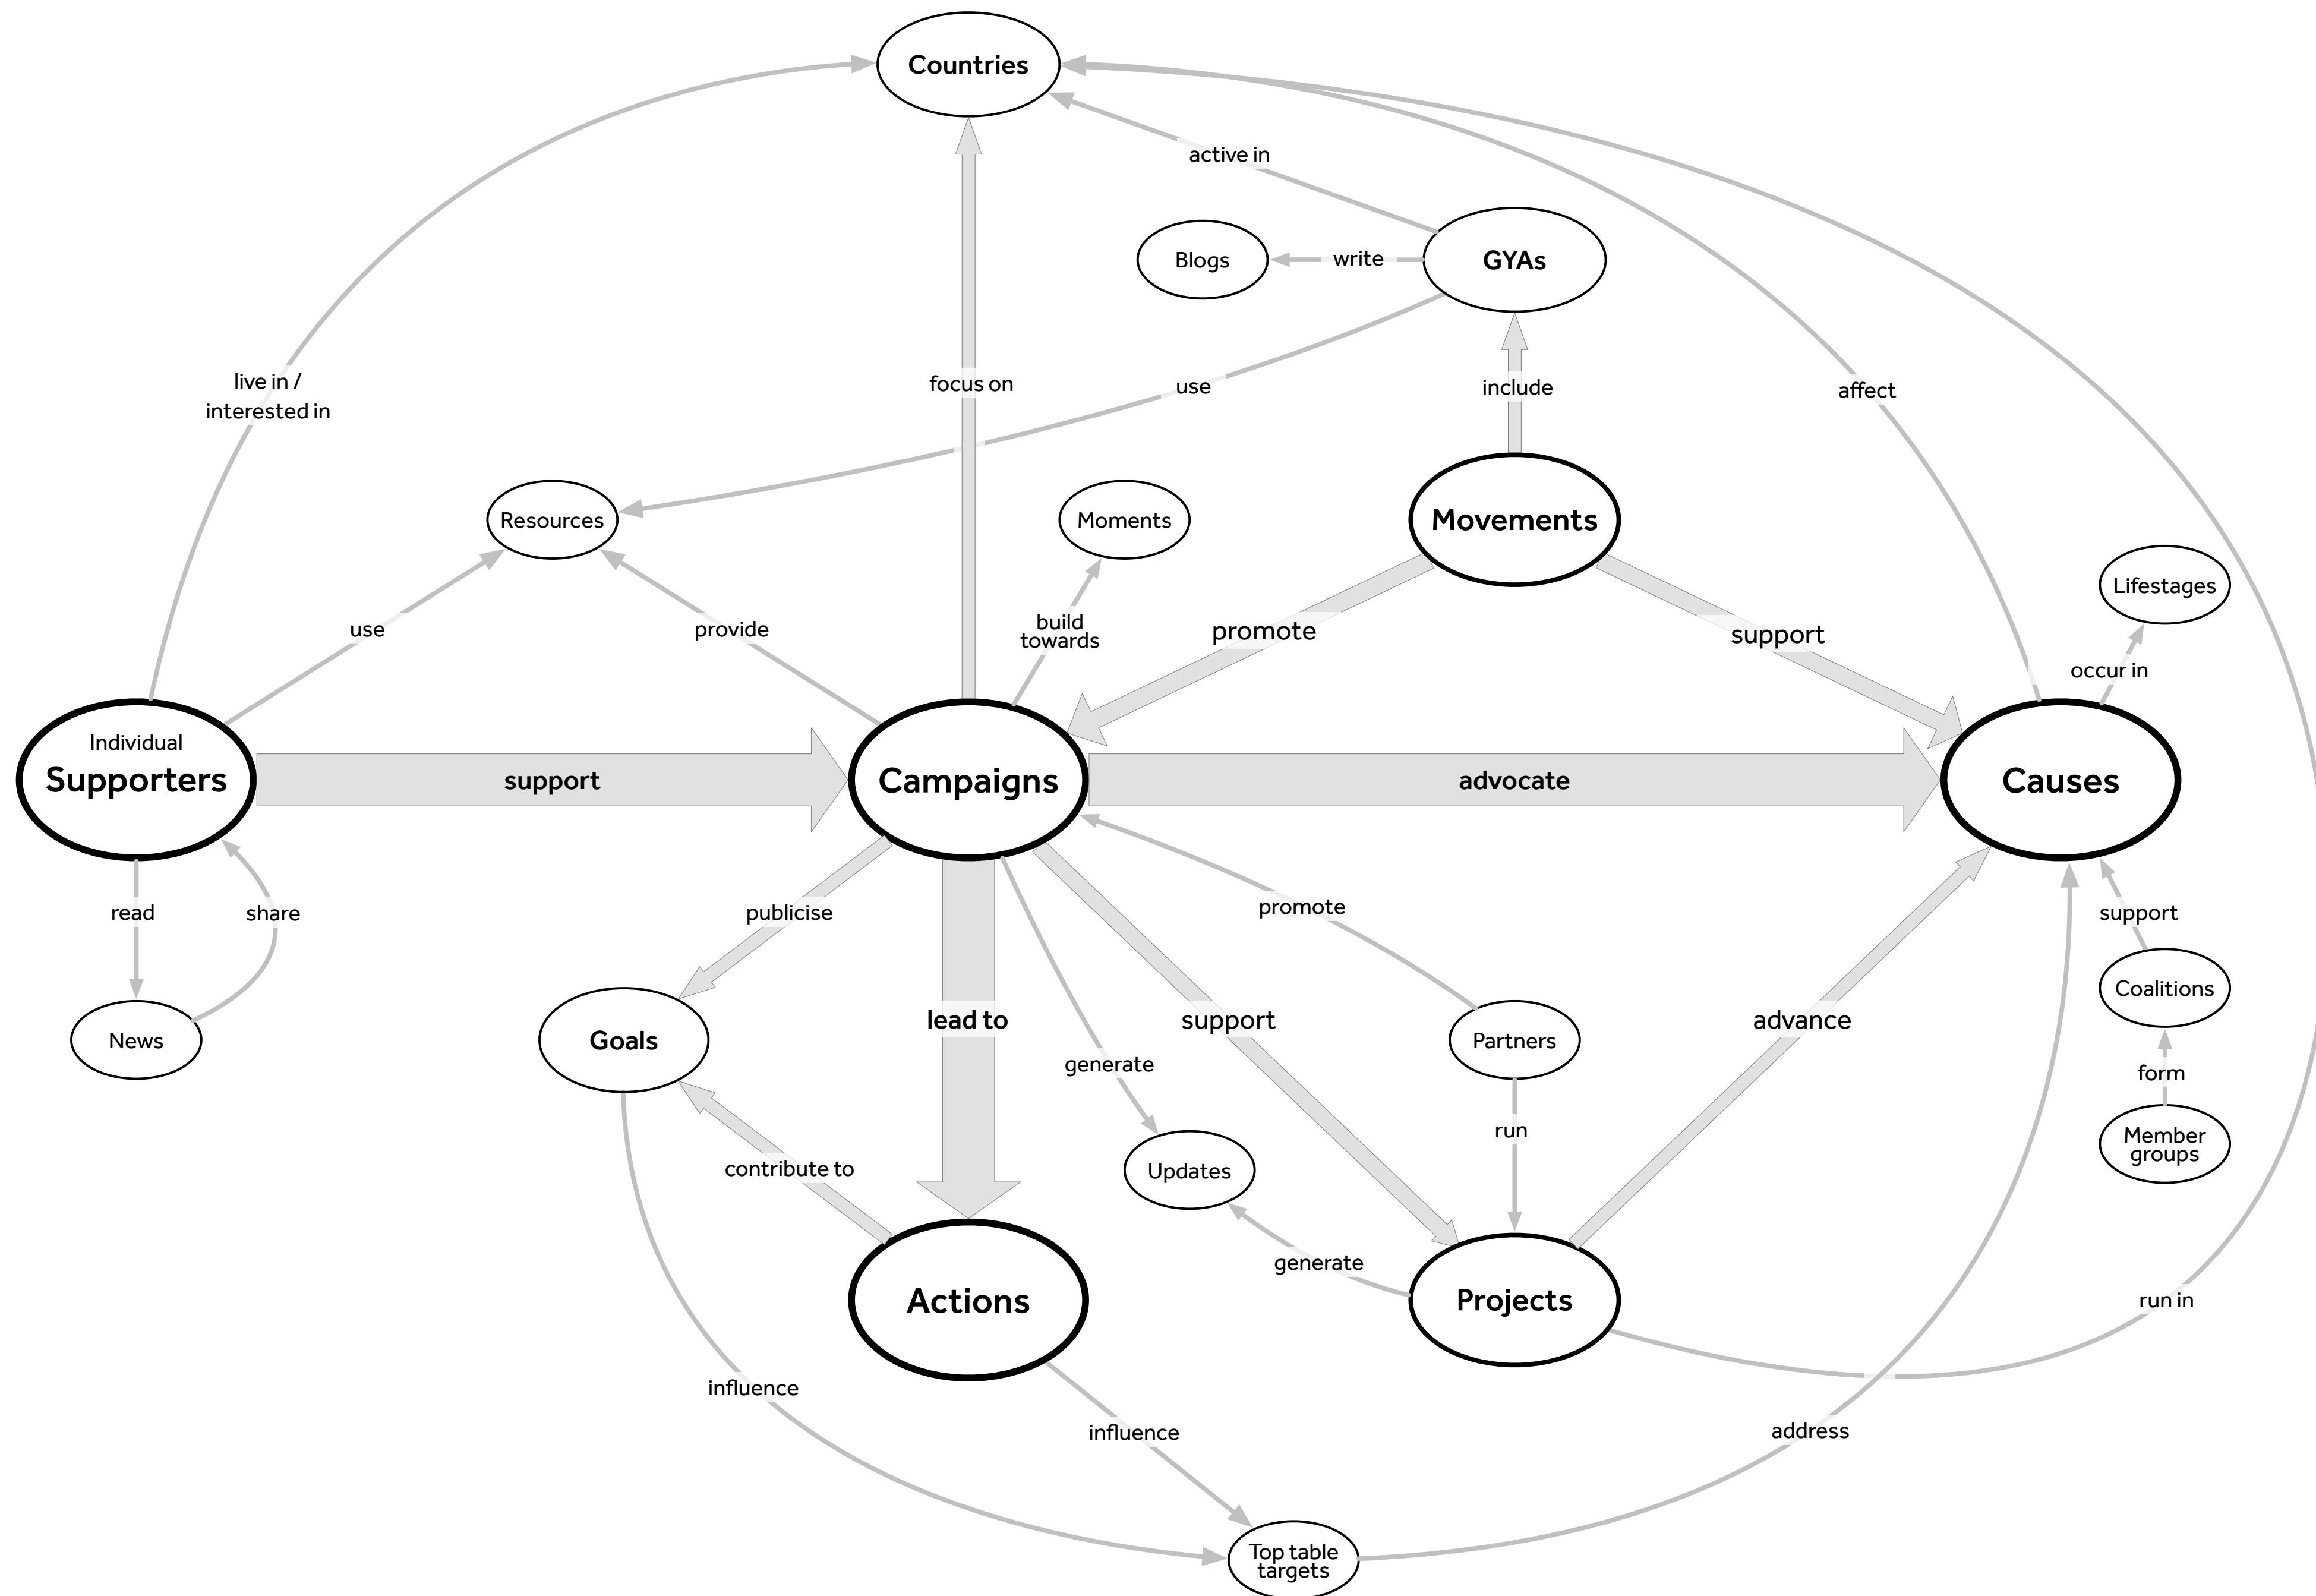 Countries
active in
Blogs
write
GYAs
live in /
interested in
focus on
use
include
affect
Resources
Moments
Movements
Lifestages
use
provide
build
towards
promote
support
occur in
Individual
Supporters
support
Campaigns
advocate
Causes
read
share
publicise
promote
support
Coalitions
News
Goals
lead to
generate
support
Partners
advance
form
Member
groups
contribute to
Updates
run
generate
Actions
Projects
run in
influence
influence
address
Top table
targets